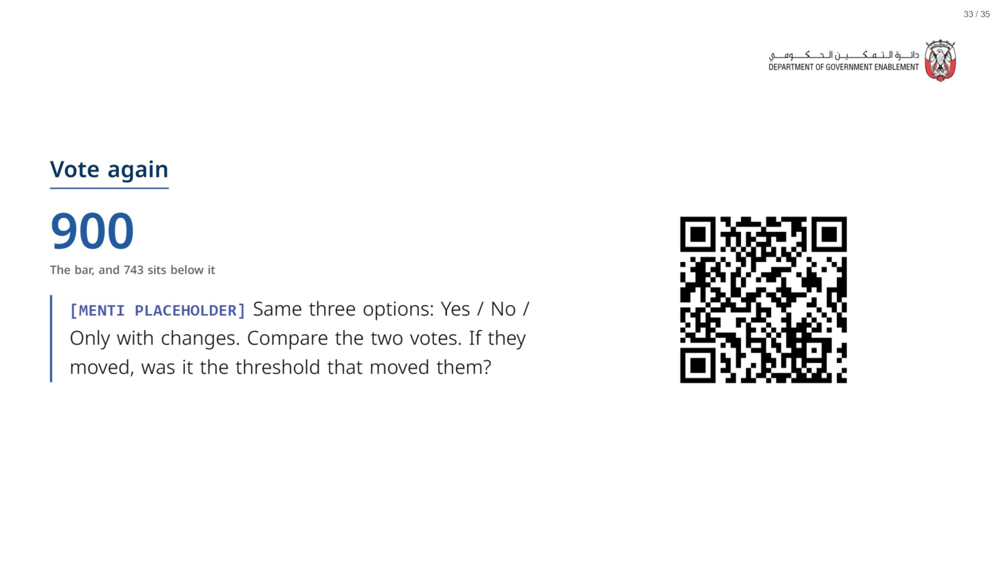 33 / 35
دائرة التمكين الحكومي
DEPARTMENT OF GOVERNMENT ENABLEMENT
Vote again
900
The bar, and 743 sits below it
[MENTI PLACEHOLDER] Same three options: Yes / No /
Only with changes. Compare the two votes. If they
moved, was it the threshold that moved them?